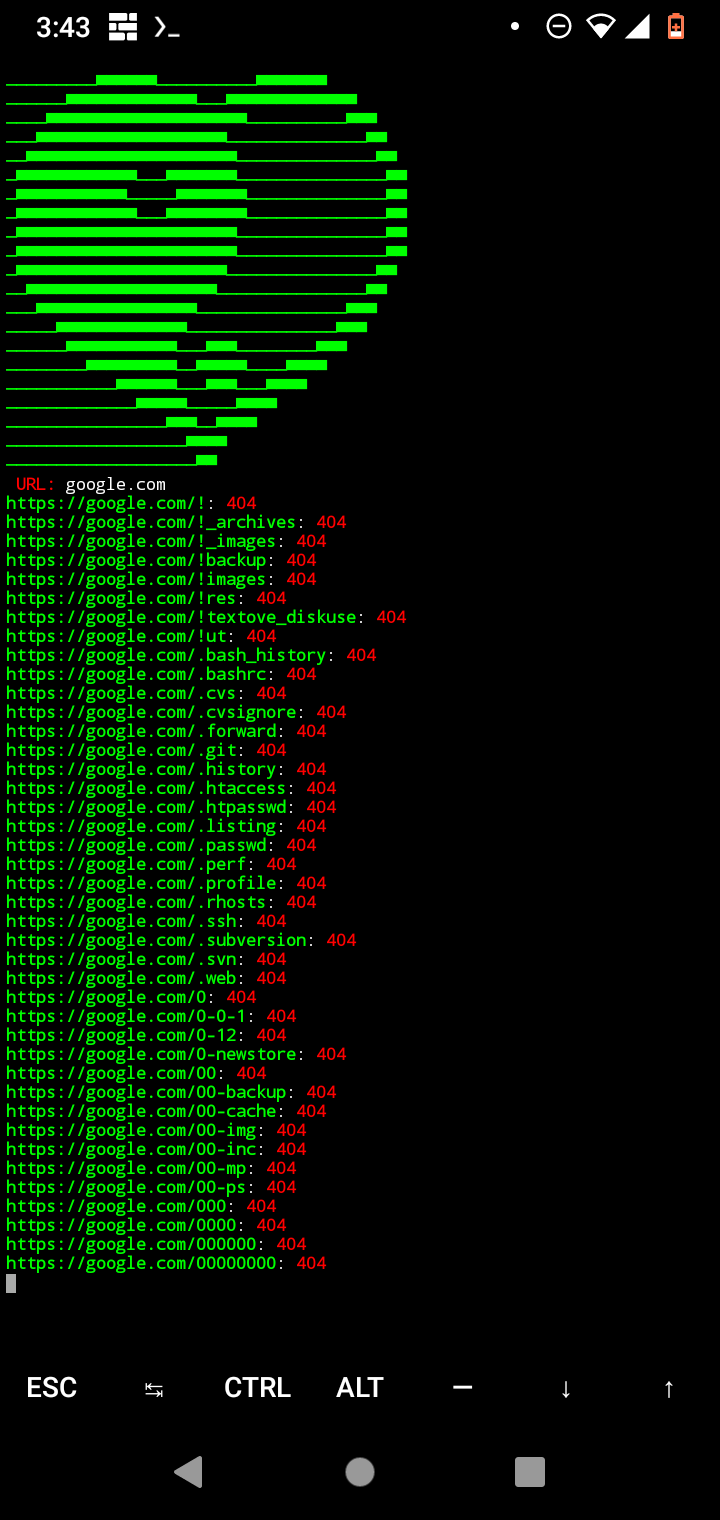 3:43
URL: google.com
https://google.com/!: 404
https://google.com/!_archives: 404
https://google.com/!_images: 404
https://google.com/!backup: 404
https://google.com/!images: 404
https://google.com/!res: 404
https://google.com/!textove_diskuse: 404
https://google.com/!ut: 404
https://google.com/.bash_history: 404
https://google.com/.bashrc: 404
https://google.com/.cvs: 404
https://google.com/.cvsignore: 404
https://google.com/.forward: 404
https://google.com/.git: 404
https://google.com/.history: 404
https://google.com/.htaccess: 404
https://google.com/.htpasswd: 404
https://google.com/.listing: 404
https://google.com/.passwd: 404
https://google.com/.perf: 404
https://google.com/.profile: 404
https://google.com/.rhosts: 404
https://google.com/.ssh: 404
https://google.com/.subversion: 404
https://google.com/.svn: 404
https://google.com/.web: 404
https://google.com/0: 404
https://google.com/0-0-1: 404
https://google.com/0-12: 404
https://google.com/0-newstore: 404
https://google.com/00: 404
https://google.com/00-backup: 404
https://google.com/00-cache: 404
https://google.com/00-img: 404
https://google.com/00-inc: 404
https://google.com/00-mp: 404
https://google.com/00-ps: 404
https://google.com/000: 404
https://google.com/0000: 404
https://google.com/000000: 404
https://google.com/00000000: 404
ESC ↹ CTRL ALT — ↓ ↑